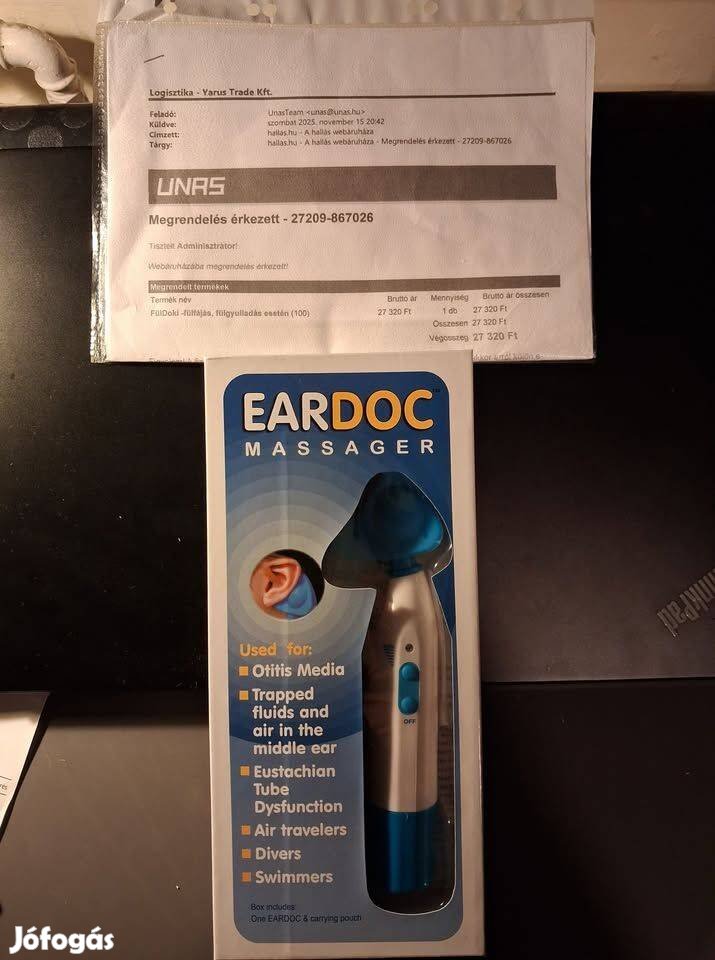 Logisztika - Yarus Trade Kft.
Feladó: UnasTeam <unas@unas.hu>
Küldve: szombat 2025. november 15 20:42
Címzett: hallas.hu - A hallás webáruháza
Tárgy: hallas.hu - A hallás webáruháza - Megrendelés érkezett - 27209-867026
UNAS
Megrendelés érkezett - 27209-867026
Tisztelt Adminisztrátor!
Webáruházába megrendelés érkezett!
Megrendelt termékek
Termék név Bruttó ár Mennyiség Bruttó ár összesen
FülDoki -fülfájás, fülgyulladás esetén (100) 27 320 Ft 1 db 27 320 Ft
Összesen 27 320 Ft
Végösszeg 27 320 Ft
EARDOC™
MASSAGER
Used for:
Otitis Media
Trapped
fluids and
air in the
middle ear
Eustachian
Tube
Dysfunction
Air travelers
Divers
Swimmers
OFF
Box includes:
One EARDOC & carrying pouch
ThinkPad
Jófogás